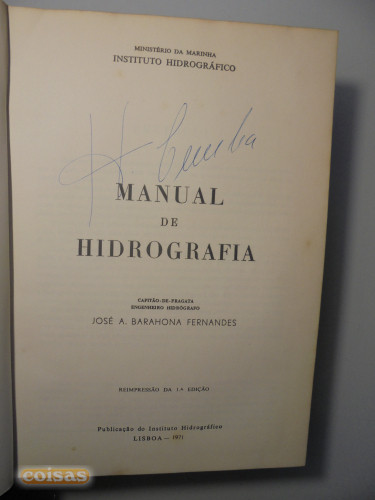 MINISTÉRIO DA MARINHA
INSTITUTO HIDROGRÁFICO
H. Cunha
MANUAL
DE
HIDROGRAFIA
CAPITÃO-DE-FRAGATA
ENGENHEIRO HIDRÓGRAFO
JOSÉ A. BARAHONA FERNANDES
REIMPRESSÃO DA 1.ª EDIÇÃO
Publicação do Instituto Hidrográfico
LISBOA — 1971
coisas